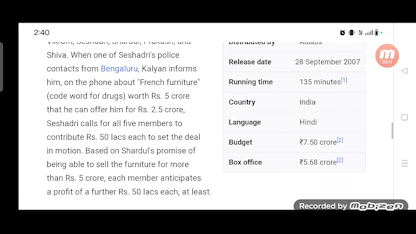 2:40
Vikram, Seshadri, Shardul, Prakash, and
Shiva. When one of Seshadri's police
contacts from Bengaluru, Kalyan informs
him, on the phone about "French furniture"
(code word for drugs) worth Rs. 5 crore
that he can offer him for Rs. 2.5 crore,
Seshadri calls for all five members to
contribute Rs. 50 lacs each to set the deal
in motion. Based on Shardul's promise of
being able to sell the furniture for more
than Rs. 5 crore, each member anticipates
a profit of a further Rs. 50 lacs each, at least.
Distributed by Adlabs
Release date 28 September 2007
Running time 135 minutes[1]
Country India
Language Hindi
Budget ₹7.50 crore[2]
Box office ₹5.68 crore[2]
Recorded by Mobizen